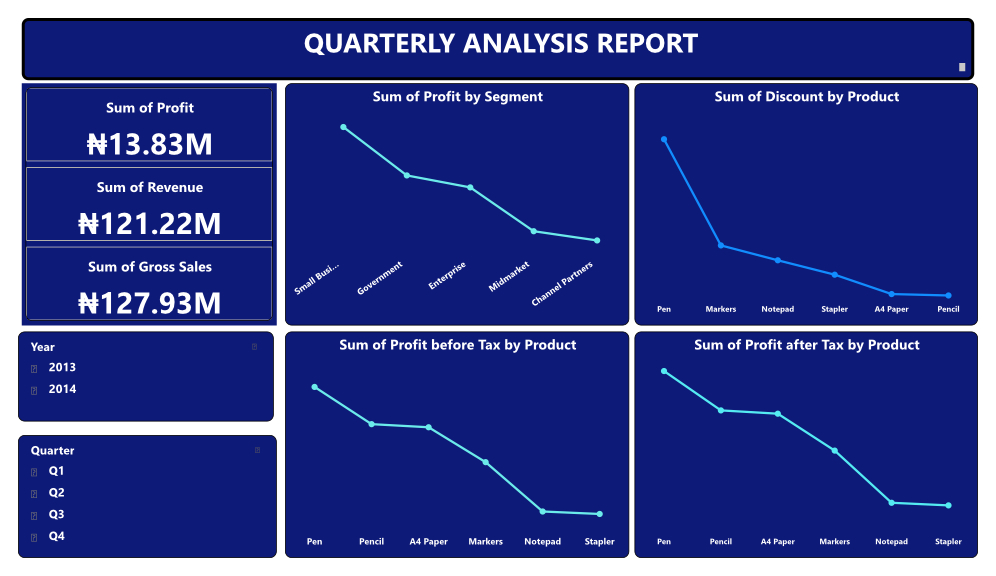 QUARTERLY ANALYSIS REPORT
Sum of Profit
₦13.83M
Sum of Revenue
₦121.22M
Sum of Gross Sales
₦127.93M
Year
2013
2014
Quarter
Q1
Q2
Q3
Q4
Sum of Profit by Segment
Small Busi...
Government
Enterprise
Midmarket
Channel Partners
Sum of Discount by Product
Pen Markers Notepad Stapler A4 Paper Pencil
Sum of Profit before Tax by Product
Pen Pencil A4 Paper Markers Notepad Stapler
Sum of Profit after Tax by Product
Pen Pencil A4 Paper Markers Notepad Stapler